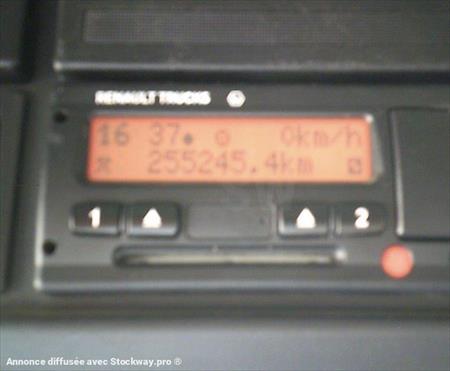 RENAULT TRUCKS
16 37 0km/h
255245.4km
1 2
Annonce diffusée avec Stockway.pro ®